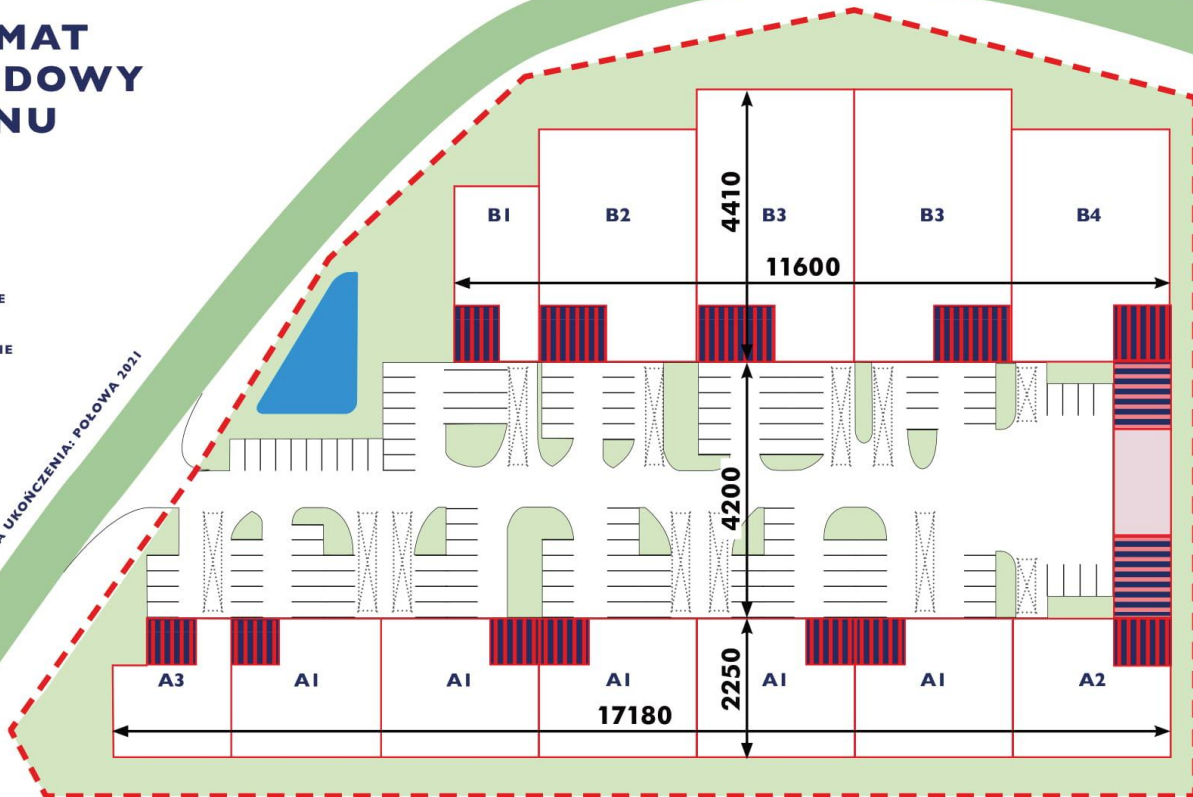 MAT
DOWY
NU
E
IE
A UKOŃCZENIA: POŁOWA 2021
B1
B2
4410
B3
B3
B4
11600
4200
A3
A1
A1
A1
2250
A1
A1
A2
17180